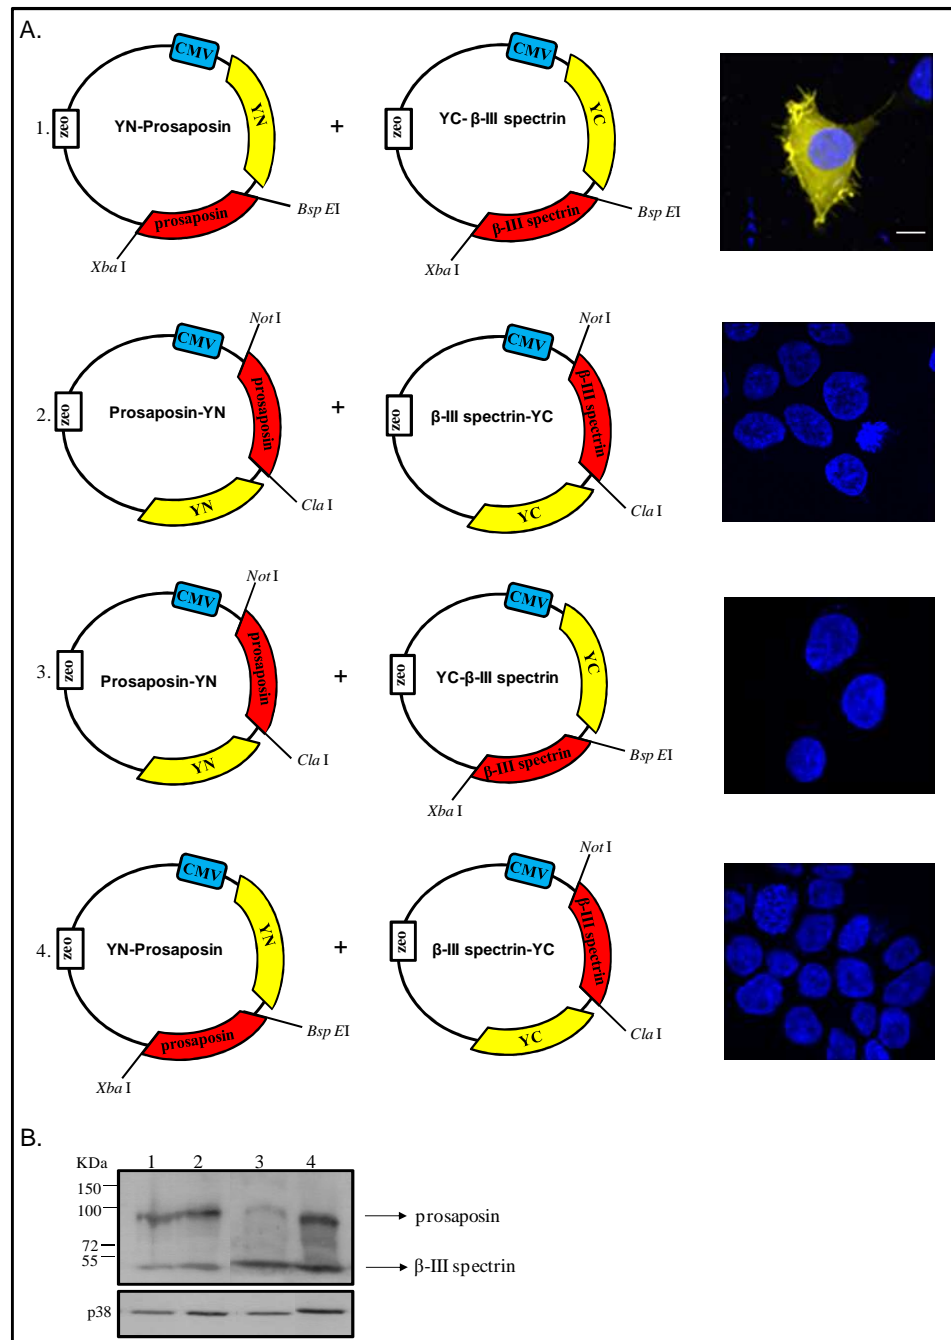 A.
CMV
CMV
YN
YC
1.
zeo
YN-Prosaposin
+
zeo
YC- β-III spectrin
prosaposin
Bsp EI
β-III spectrin
Bsp EI
Xba I
Xba I
Not I
Not I
CMV
CMV
prosaposin
β-III spectrin
2.
zeo
Prosaposin-YN
+
zeo
β-III spectrin-YC
YN
Cla I
YC
Cla I
Not I
CMV
CMV
prosaposin
YC
3.
zeo
Prosaposin-YN
+
zeo
YC-β-III spectrin
YN
Cla I
β-III spectrin
Bsp EI
Xba I
Not I
CMV
CMV
YN
β-III spectrin
4.
zeo
YN-Prosaposin
+
zeo
β-III spectrin-YC
prosaposin
Bsp EI
YC
Cla I
Xba I
B.
KDa
1 2 3 4
150
100
prosaposin
72
55
β-III spectrin
p38